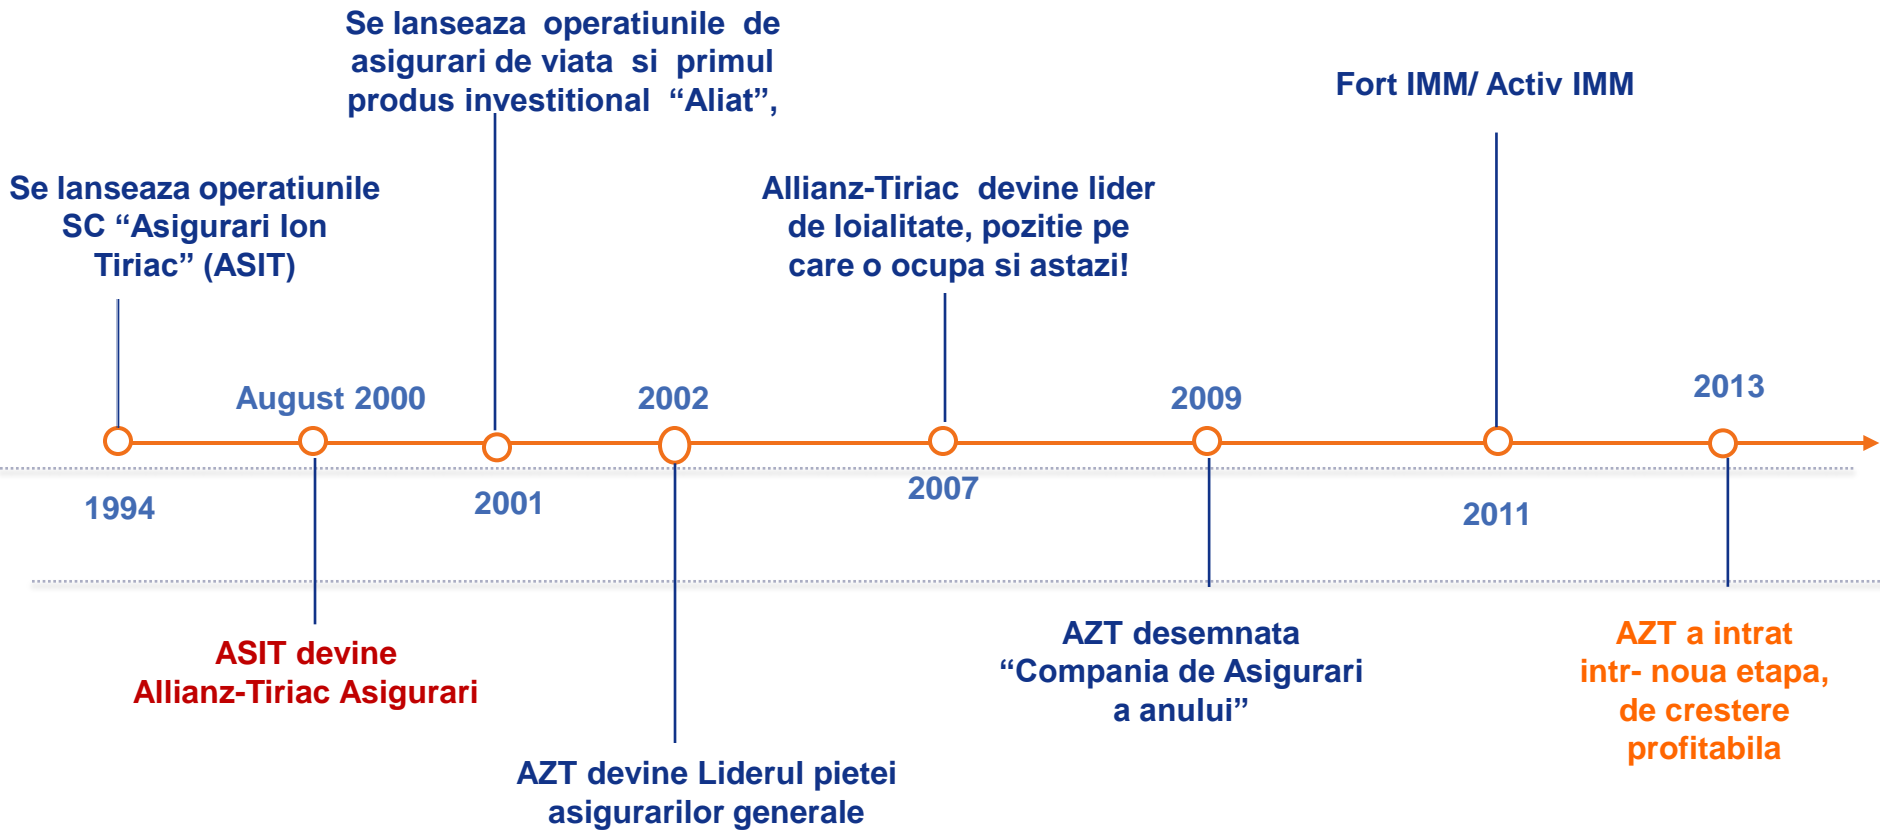 Se lanseaza operatiunile de
asigurari de viata si primul
produs investitional “Aliat”,
Fort IMM/ Activ IMM
Se lanseaza operatiunile
SC “Asigurari Ion
Tiriac” (ASIT)
Allianz-Tiriac devine lider
de loialitate, pozitie pe
care o ocupa si astazi!
August 2000
2002
2009
2013
1994
2001
2007
2011
ASIT devine
Allianz-Tiriac Asigurari
AZT desemnata
“Compania de Asigurari
a anului”
AZT a intrat
intr- noua etapa,
de crestere
profitabila
AZT devine Liderul pietei
asigurarilor generale